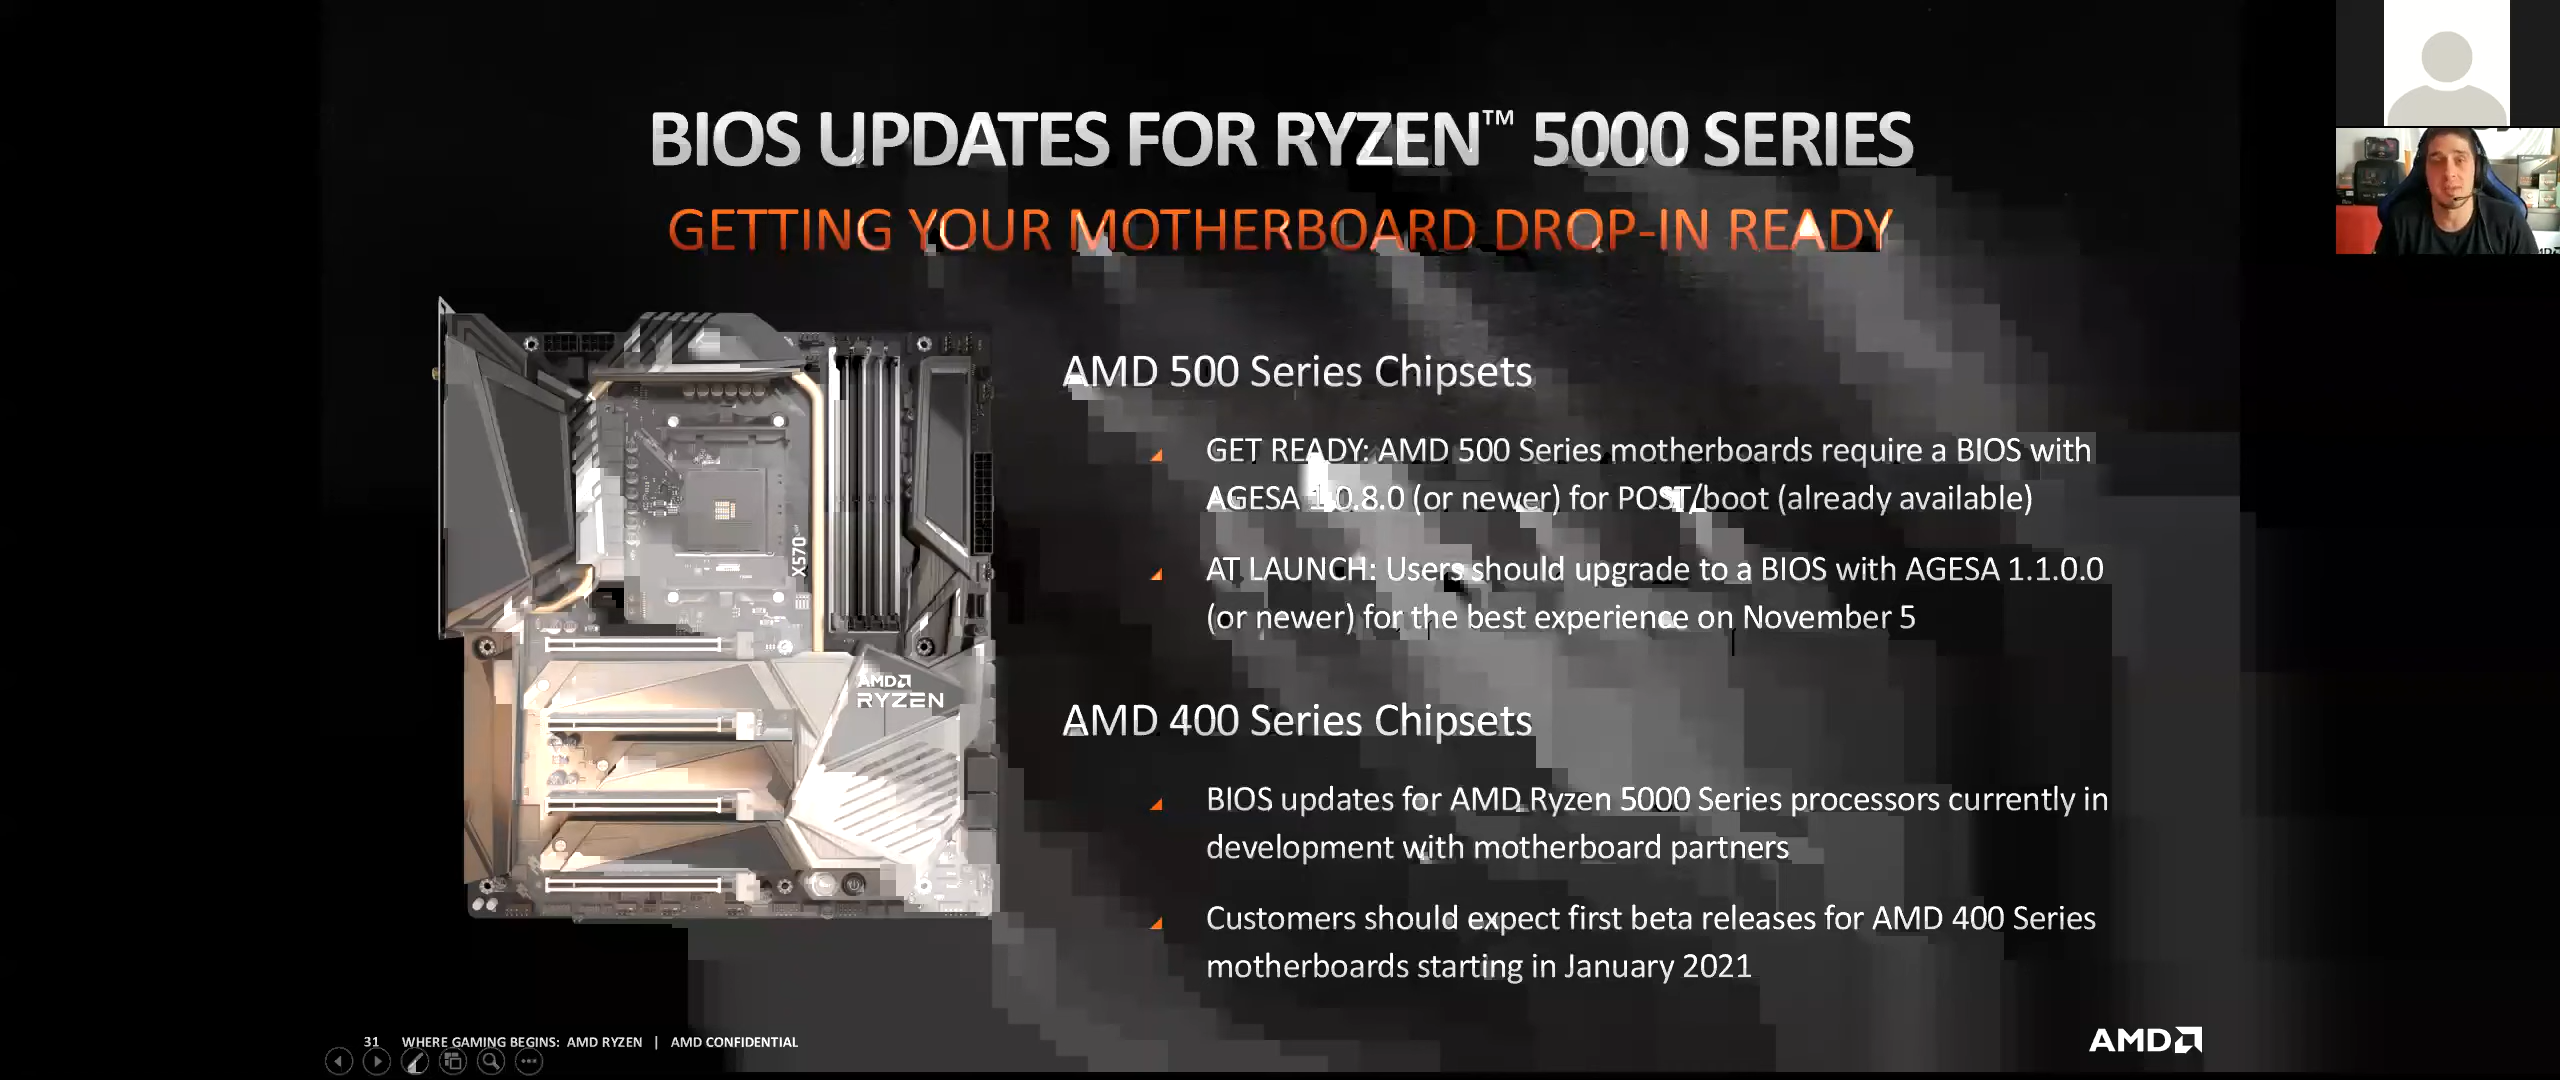 BIOS UPDATES FOR RYZEN™ 5000 SERIES
GETTING YOUR MOTHERBOARD DROP-IN READY
AMD 500 Series Chipsets
GET READY: AMD 500 Series motherboards require a BIOS with
AGESA 1.0.8.0 (or newer) for POST/boot (already available)
AT LAUNCH: Users should upgrade to a BIOS with AGESA 1.1.0.0
(or newer) for the best experience on November 5
AMD 400 Series Chipsets
BIOS updates for AMD Ryzen 5000 Series processors currently in
development with motherboard partners
Customers should expect first beta releases for AMD 400 Series
motherboards starting in January 2021
X570
AMD
RYZEN
31 WHERE GAMING BEGINS: AMD RYZEN | AMD CONFIDENTIAL
AMD